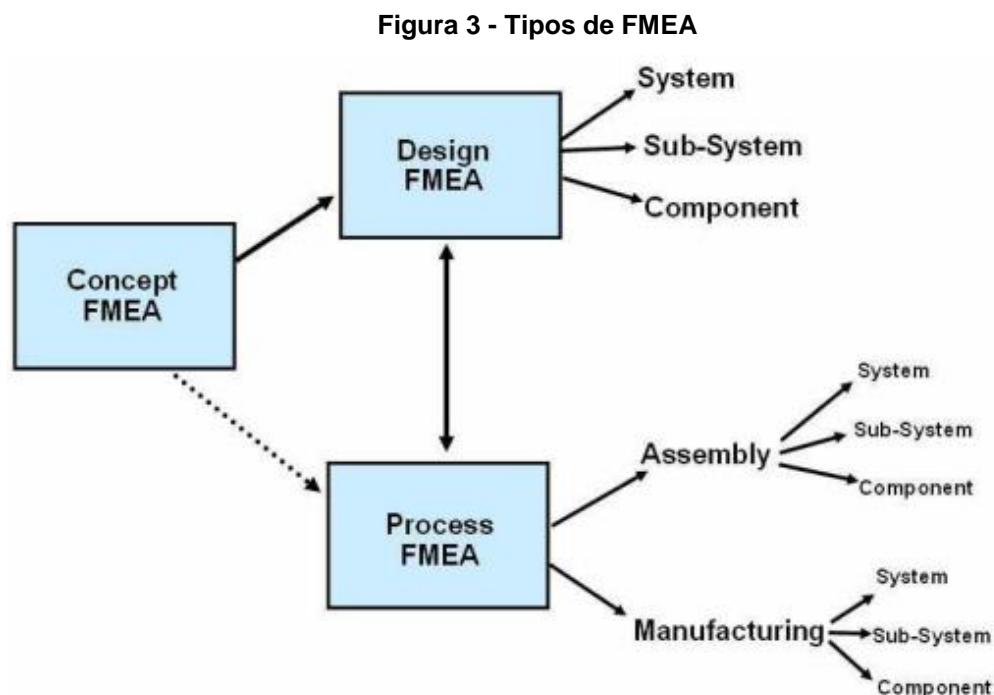 Figura 3 - Tipos de FMEA
System
Design
FMEA
Sub-System
Component
Concept
FMEA
System
Assembly
Sub-System
Component
Process
FMEA
System
Manufacturing
Sub-System
Component